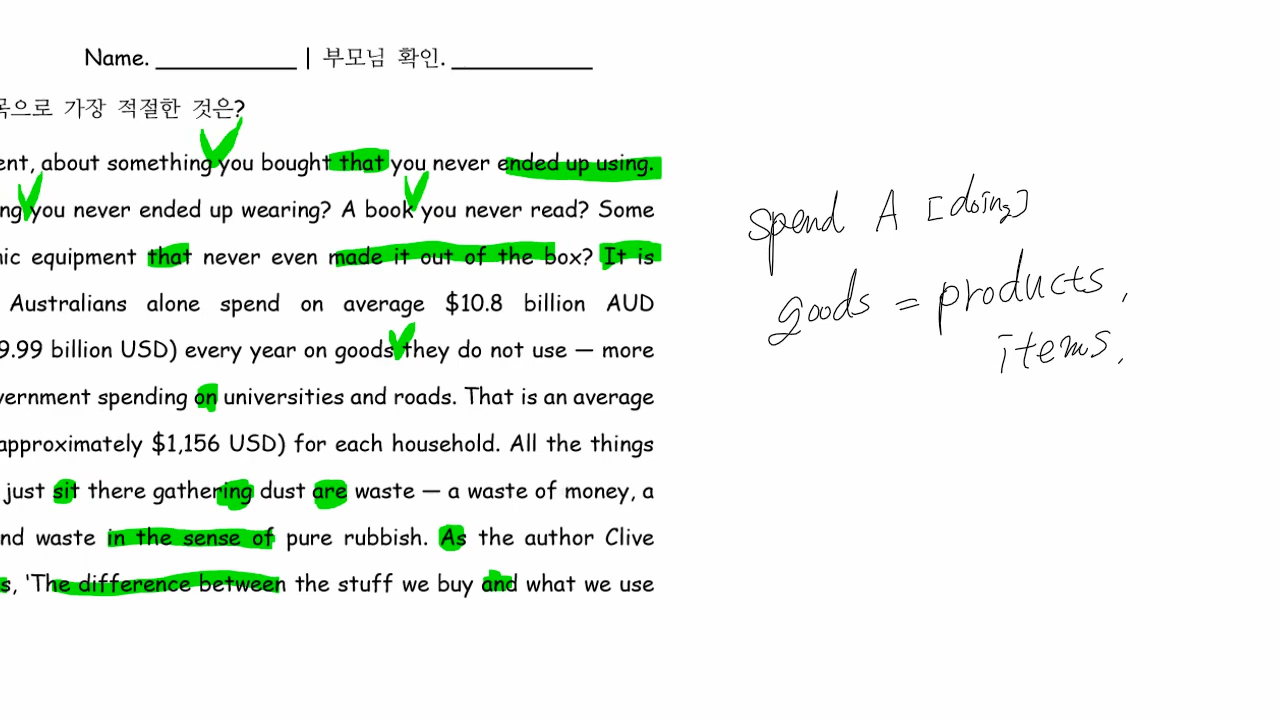 Name. __________ | 부모님 확인. __________
목으로 가장 적절한 것은?
ent, about something you bought that you never ended up using.
ng you never ended up wearing? A book you never read? Some
nic equipment that never even made it out of the box? It is
Australians alone spend on average $10.8 billion AUD
9.99 billion USD) every year on goods they do not use — more
vernment spending on universities and roads. That is an average
approximately $1,156 USD) for each household. All the things
just sit there gathering dust are waste — a waste of money, a
nd waste in the sense of pure rubbish. As the author Clive
s, 'The difference between the stuff we buy and what we use
spend A [doing]
goods = products,
items.